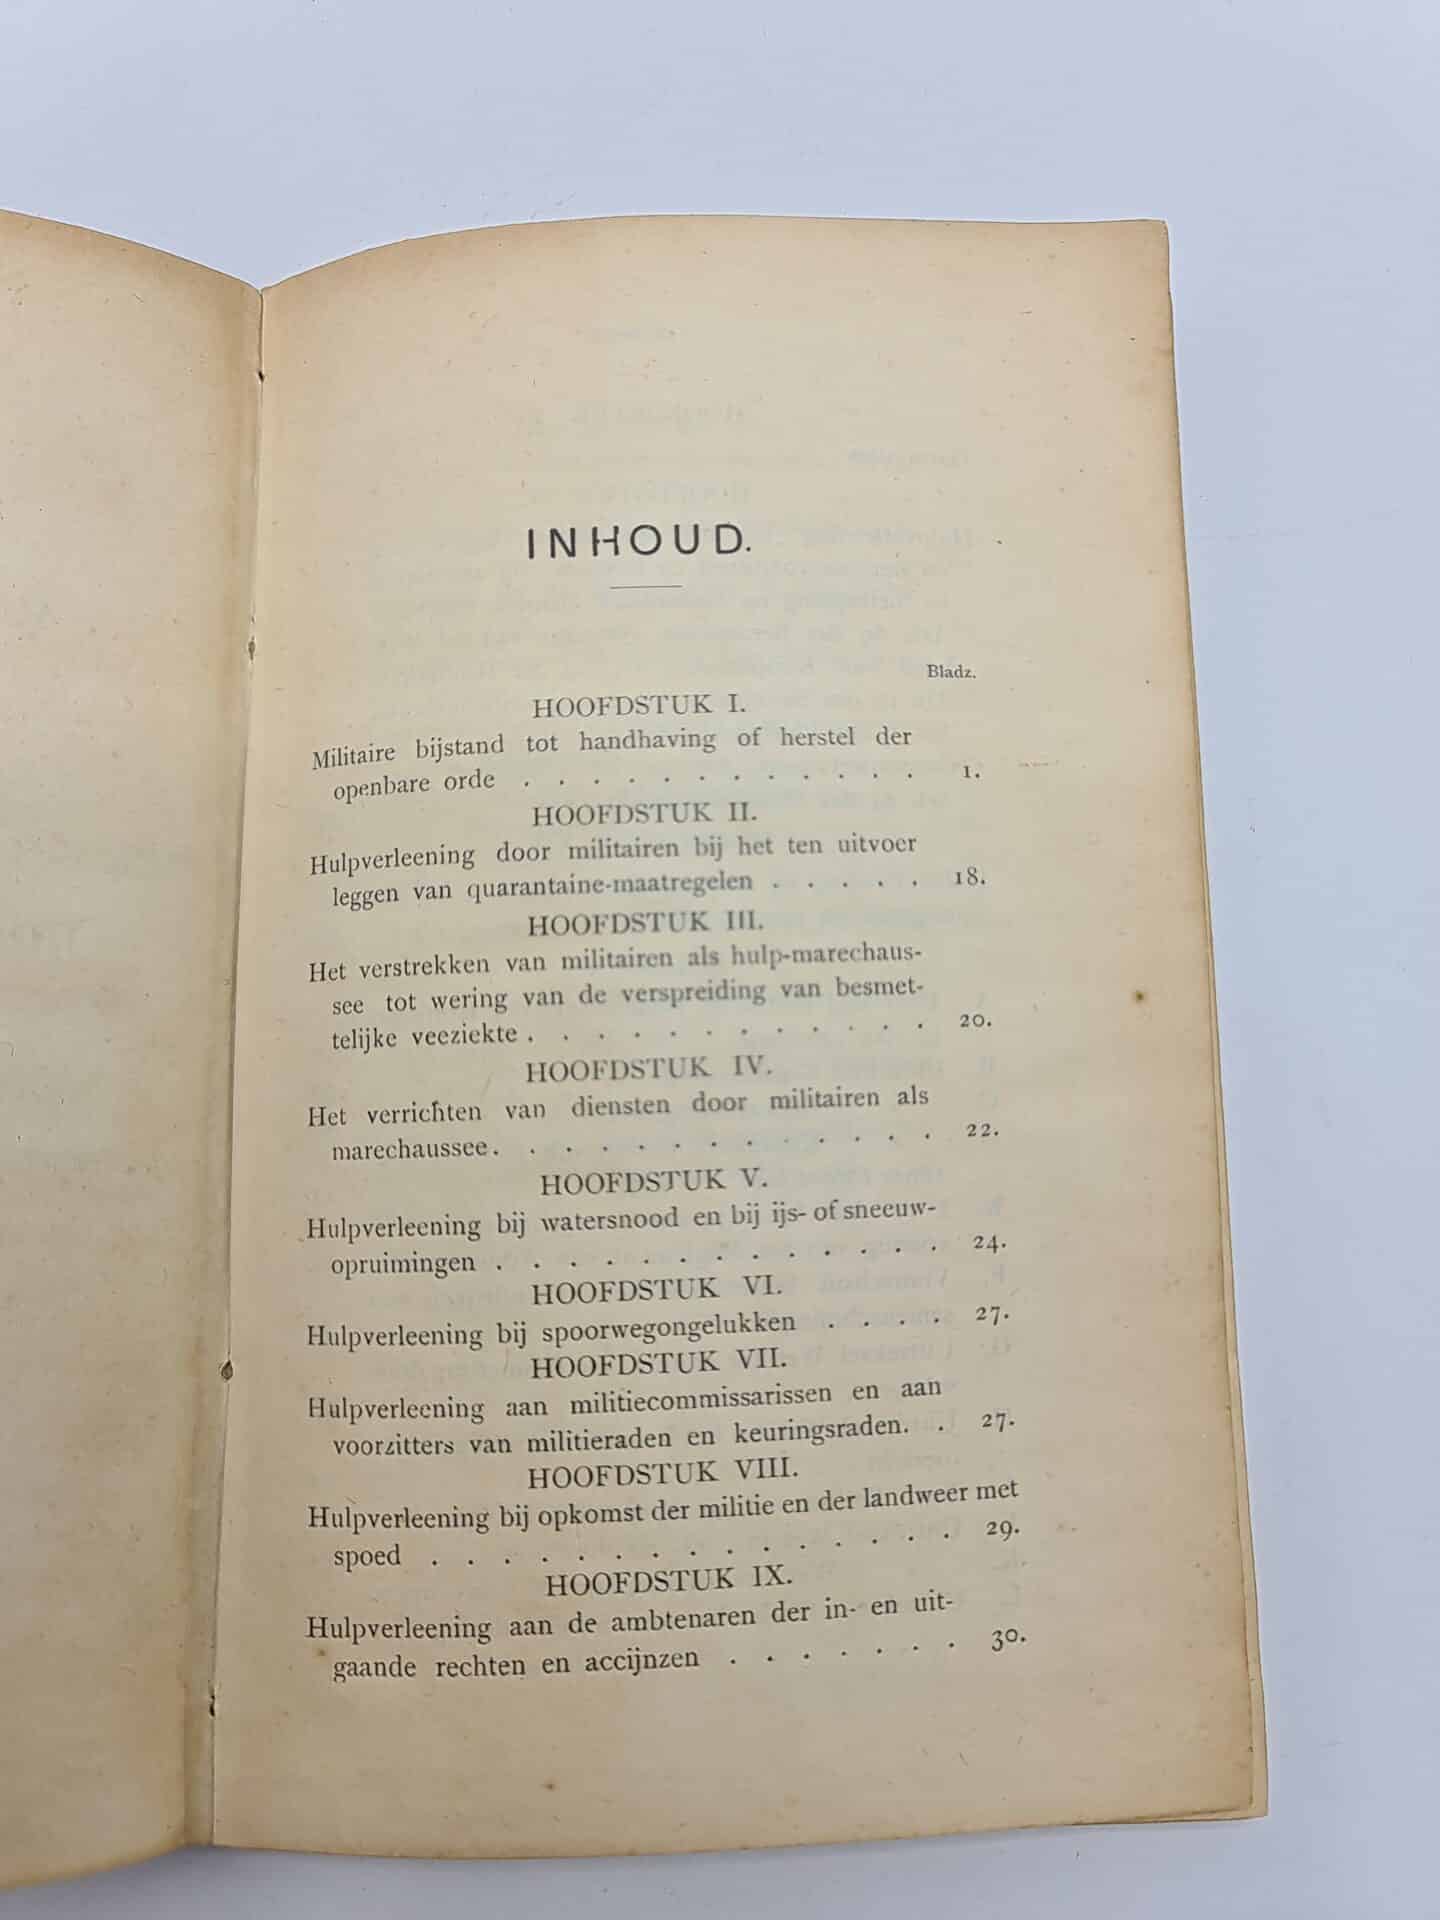 INHOUD.
Bladz.
HOOFDSTUK I.
Militaire bijstand tot handhaving of herstel der
openbare orde . . . . . . . . . . . . 1.
HOOFDSTUK II.
Hulpverleening door militairen bij het ten uitvoer
leggen van quarantaine-maatregelen . . . . . 18.
HOOFDSTUK III.
Het verstrekken van militairen als hulp-marechaus-
see tot wering van de verspreiding van besmet-
telijke veeziekte . . . . . . . . . . . . 20.
HOOFDSTUK IV.
Het verrichten van diensten door militairen als
marechaussee . . . . . . . . . . . . . 22.
HOOFDSTUK V.
Hulpverleening bij watersnood en bij ijs- of sneeuw-
opruimingen . . . . . . . . . . . . . 24.
HOOFDSTUK VI.
Hulpverleening bij spoorwegongelukken . . . . 27.
HOOFDSTUK VII.
Hulpverleening aan militiecommissarissen en aan
voorzitters van militieraden en keuringsraden. . 27.
HOOFDSTUK VIII.
Hulpverleening bij opkomst der militie en der landweer met
spoed . . . . . . . . . . . . . . . 29.
HOOFDSTUK IX.
Hulpverleening aan de ambtenaren der in- en uit-
gaande rechten en accijnzen . . . . . . . 30.